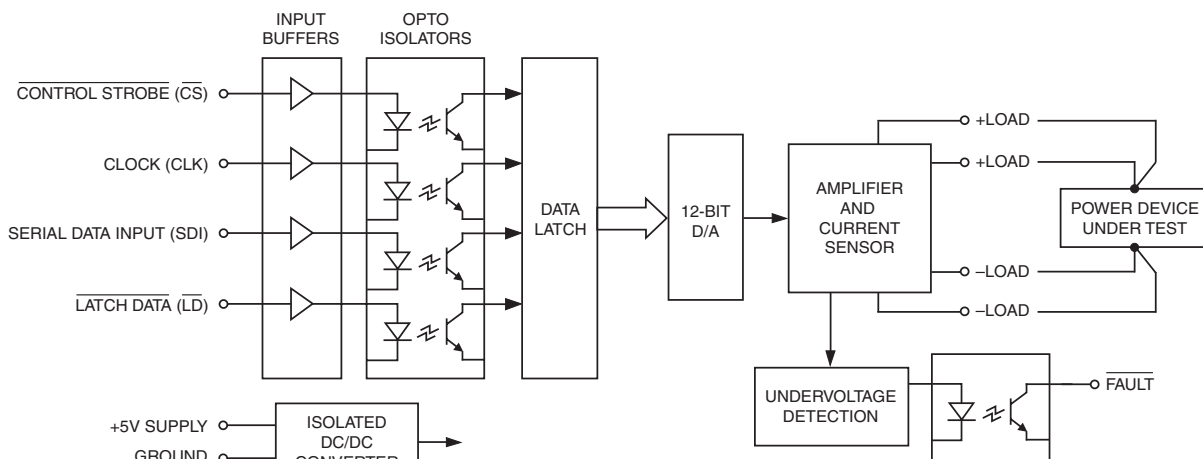 INPUT
BUFFERS
OPTO
ISOLATORS
CONTROL STROBE (CS)
CLOCK (CLK)
SERIAL DATA INPUT (SDI)
LATCH DATA (LD)
DATA
LATCH
12-BIT
D/A
AMPLIFIER
AND
CURRENT
SENSOR
+LOAD
+LOAD
–LOAD
–LOAD
POWER DEVICE
UNDER TEST
UNDERVOLTAGE
DETECTION
FAULT
+5V SUPPLY
GROUND
ISOLATED
DC/DC
CONVERTER